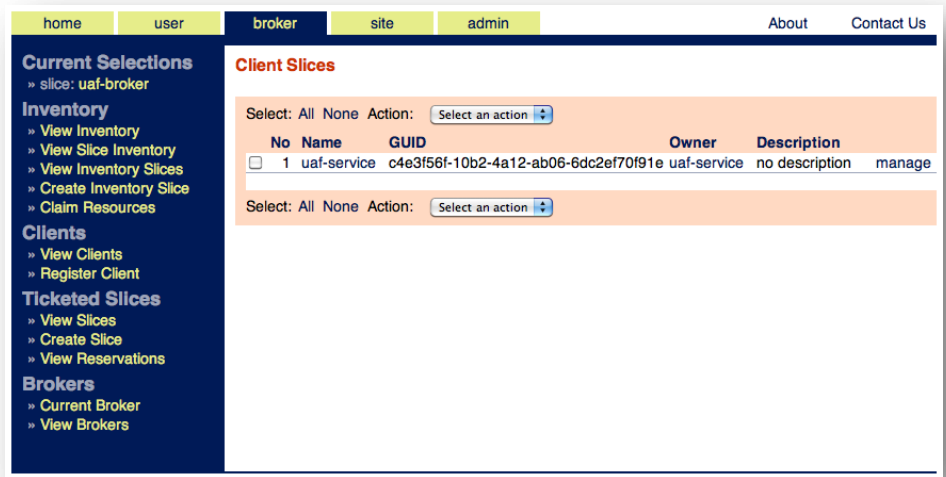 home user broker site admin About Contact Us
Current Selections
» slice: uaf-broker
Inventory
» View Inventory
» View Slice Inventory
» View Inventory Slices
» Create Inventory Slice
» Claim Resources
Clients
» View Clients
» Register Client
Ticketed Slices
» View Slices
» Create Slice
» View Reservations
Brokers
» Current Broker
» View Brokers
Client Slices
Select: All None Action: Select an action
No Name GUID Owner Description
1 uaf-service c4e3f56f-10b2-4a12-ab06-6dc2ef70f91e uaf-service no description manage
Select: All None Action: Select an action